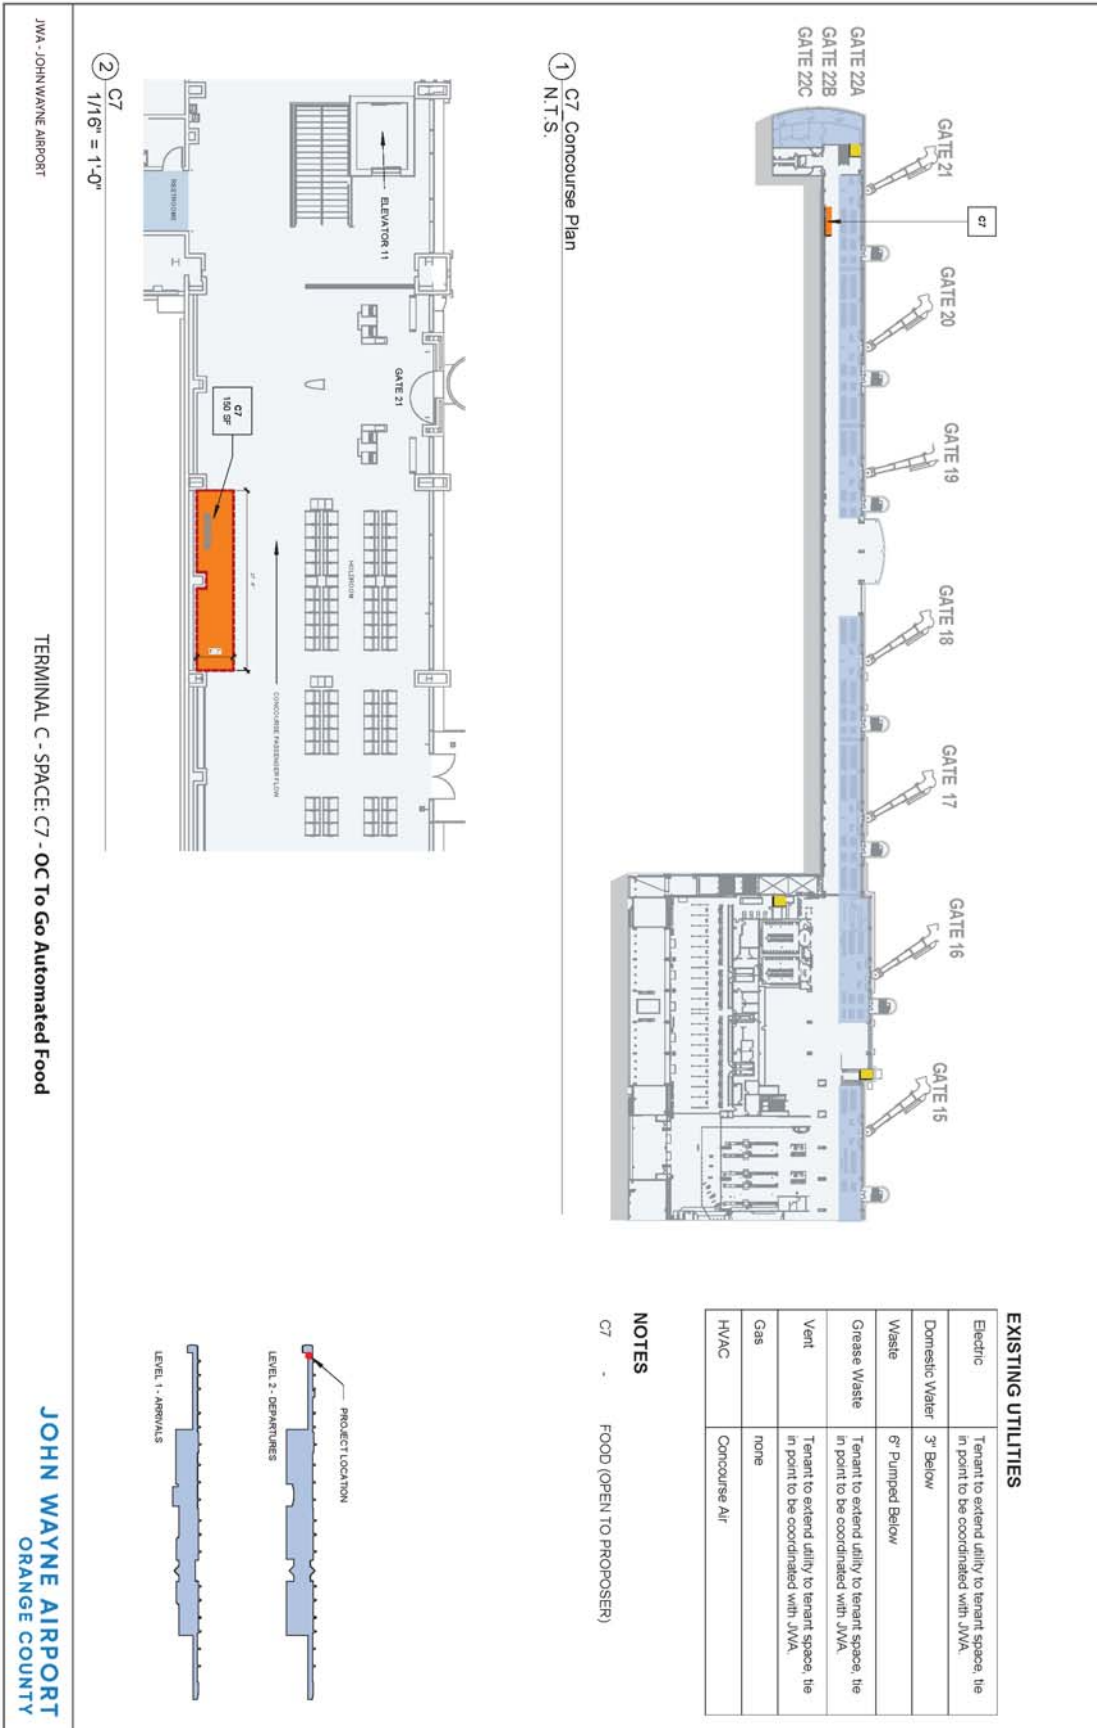 GATE 22A
GATE 22B
GATE 22C
GATE 21
GATE 20
GATE 19
GATE 18
GATE 17
GATE 16
GATE 15
C7
1 C7_Concourse Plan
N.T.S.
ELEVATOR 11
GATE 21
RESTROOMS
C7
150 SF
HOLDROOM
CONCOURSE PASSENGER FLOW
2 C7
1/16" = 1'-0"
EXISTING UTILITIES
Electric Tenant to extend utility to tenant space, tie
in point to be coordinated with JWA.
Domestic Water 3" Below
Waste 6" Pumped Below
Grease Waste Tenant to extend utility to tenant space, tie
in point to be coordinated with JWA.
Vent Tenant to extend utility to tenant space, tie
in point to be coordinated with JWA.
Gas none
HVAC Concourse Air
NOTES
C7 - FOOD (OPEN TO PROPOSER)
PROJECT LOCATION
LEVEL 2 - DEPARTURES
LEVEL 1 - ARRIVALS
JWA - JOHN WAYNE AIRPORT
TERMINAL C - SPACE: C7 - OC To Go Automated Food
JOHN WAYNE AIRPORT
ORANGE COUNTY